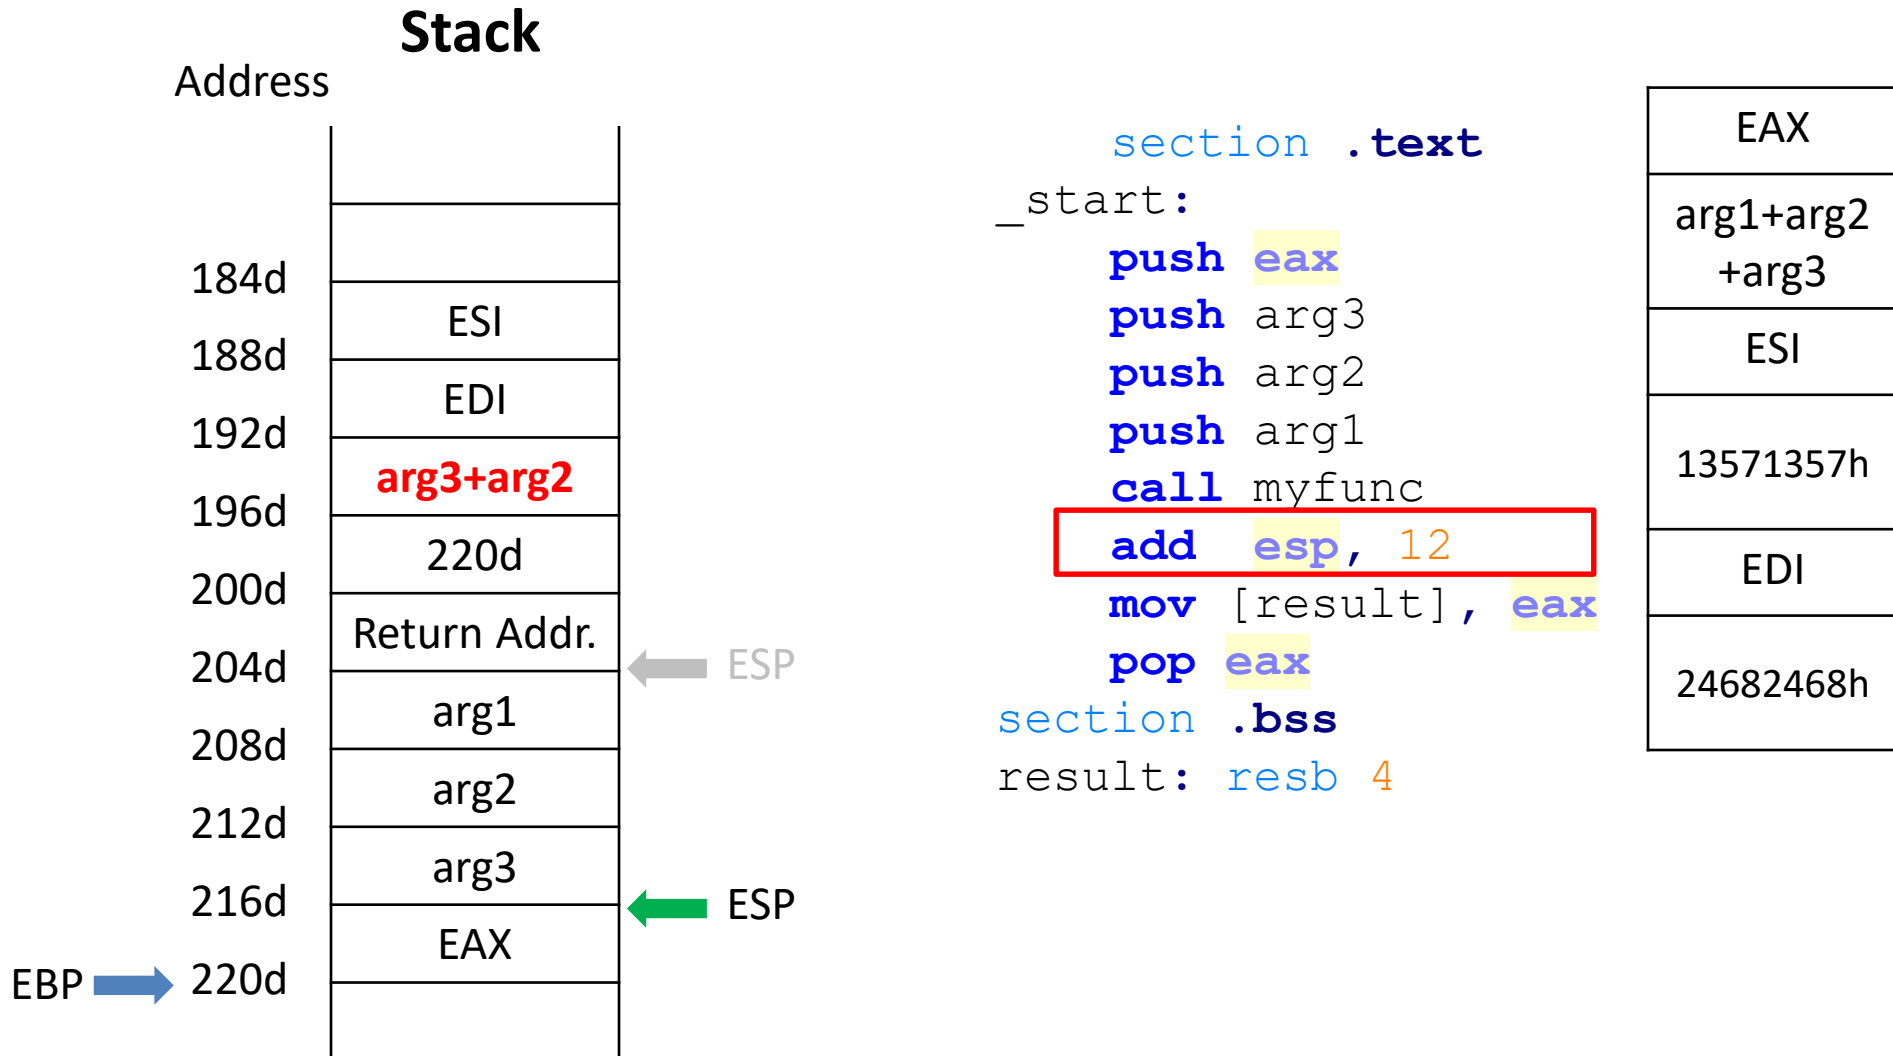 Stack
Address
184d
188d
192d
196d
200d
204d
208d
212d
216d
220d
EBP
ESI
EDI
arg3+arg2
220d
Return Addr.
arg1
arg2
arg3
EAX
ESP
ESP
section .text
_start:
push eax
push arg3
push arg2
push arg1
call myfunc
add esp, 12
mov [result], eax
pop eax
section .bss
result: resb 4
EAX
arg1+arg2
+arg3
ESI
13571357h
EDI
24682468h